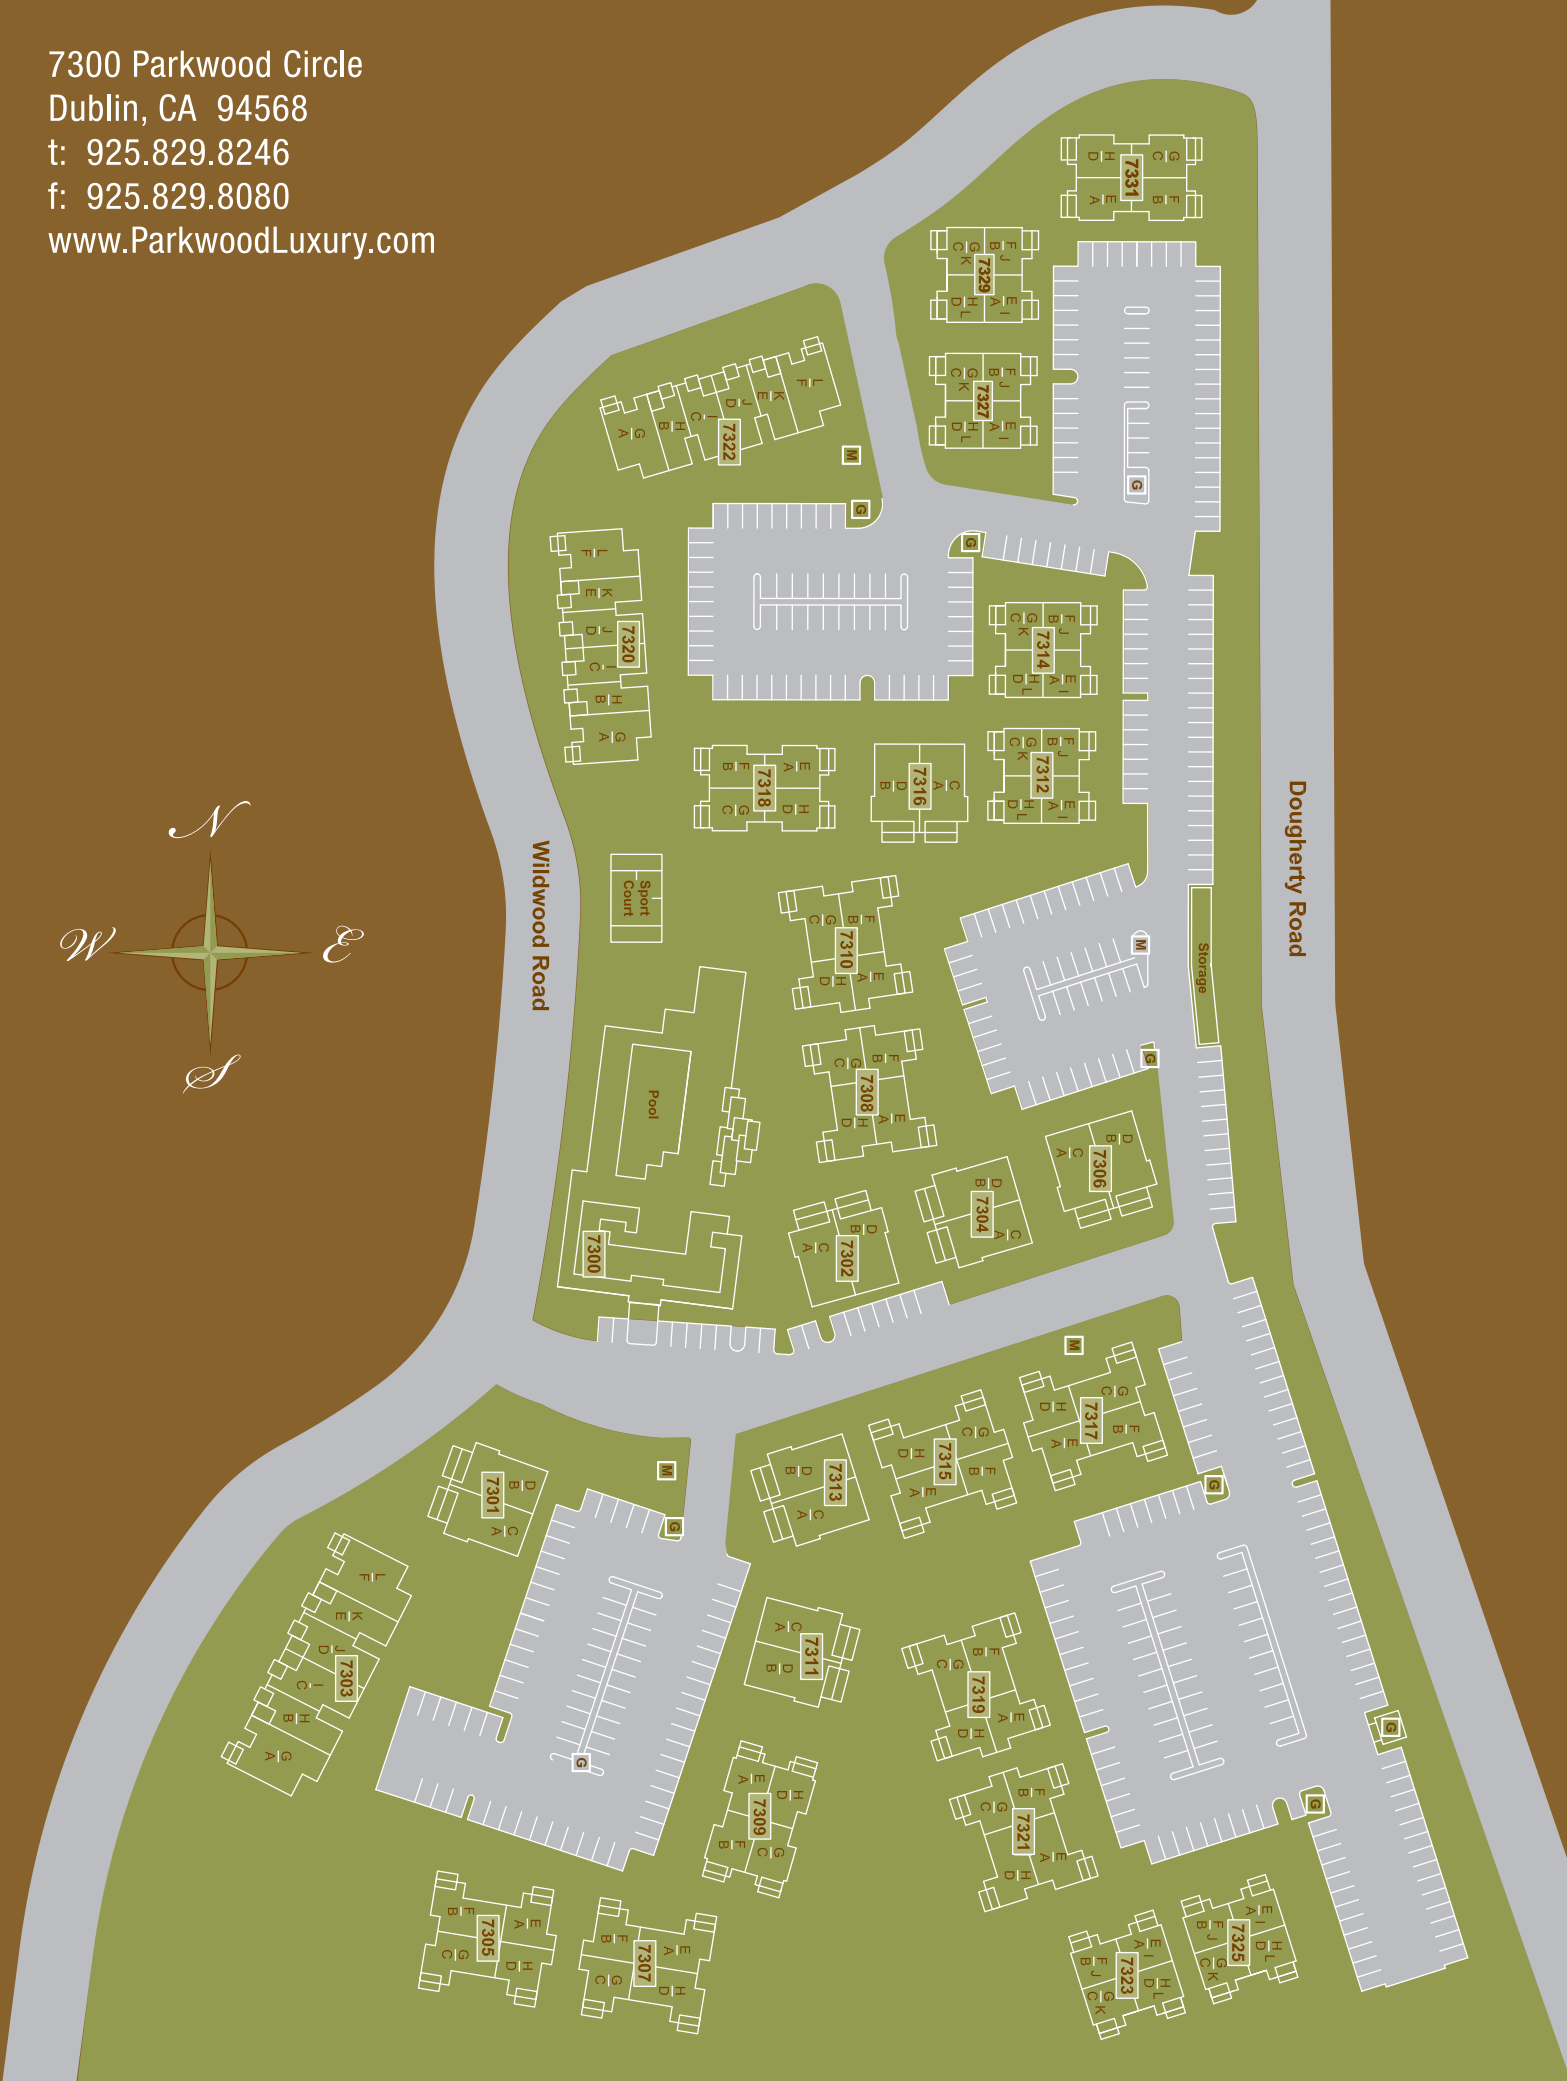 7300 Parkwood Circle
Dublin, CA 94568
t: 925.829.8246
f: 925.829.8080
www.ParkwoodLuxury.com
H D
G C
7331
E A
F B
G C K
F B J
7329
H D L
E A I
G C K
F B J
7327
H D L
E A I
L F
K E
J D
I C
H B
G A
7322
M
G
G
G
L F
K E
J D
7320
I C
H B
G A
G C K
F B J
7314
H D L
E A I
G C K
F B J
7312
H D L
E A I
F B
E A
7318
G C
H D
7316
D B
C A
Dougherty Road
Wildwood Road
Sport
Court
G C
F B
7310
H D
E A
M
Storage
N
W
E
S
G C
F B
7308
H D
E A
G
Pool
D B
7306
C A
D B
7304
C A
D B
7302
C A
7300
M
G C
H D
7317
F B
E A
G C
H D
7315
F B
E A
D B
7313
C A
M
D B
7301
C A
G
G
L F
K E
J D
7303
I C
H B
G A
C A
7311
D B
F B
G C
7319
E A
H D
G
G
E A
H D
7309
F B
G C
F B
G C
7321
E A
H D
G
F B
E A
7305
G C
H D
F B
E A
7307
G C
H D
E A I
F B J
7323
H D L
G C K
E A I
F B J
7325
H D L
G C K